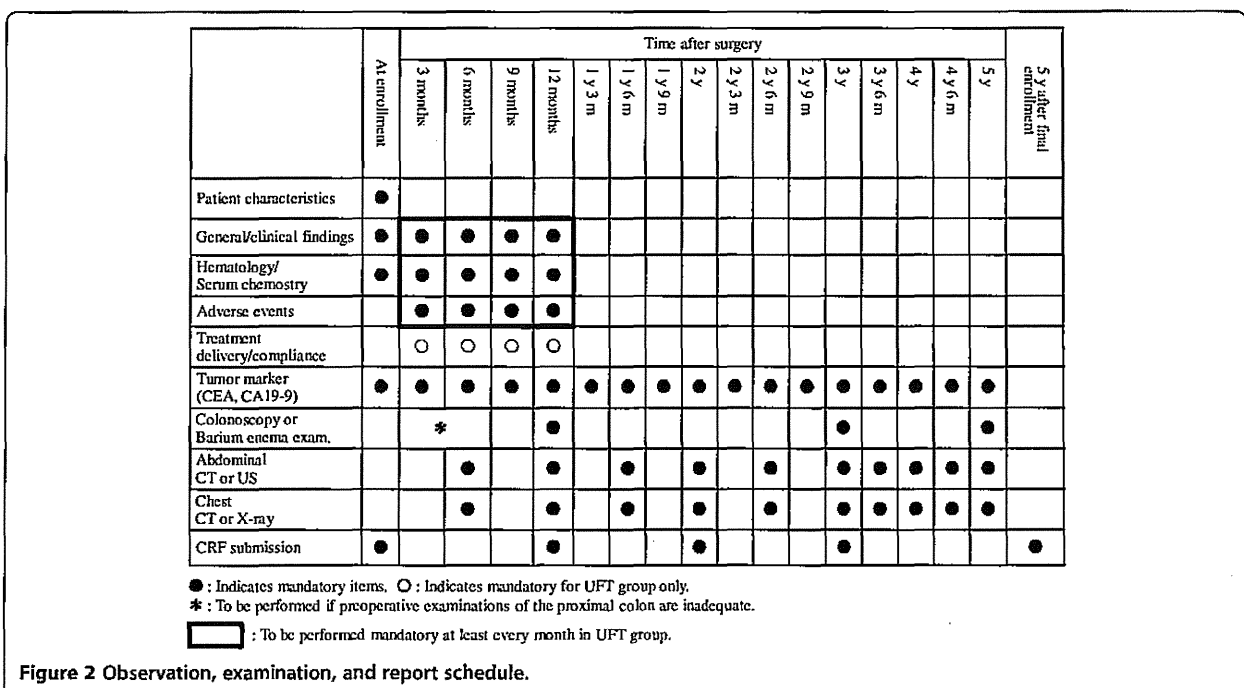 Time after surgery
At enrollment
3 months
6 months
9 months
12 months
1 y 3 m
1 y 6 m
1 y 9 m
2 y
2 y 3 m
2 y 6 m
2 y 9 m
3 y
3 y 6 m
4 y
4 y 6 m
5 y
5 y after final
enrollment
Patient characteristics ●
General/clinical findings ● ● ● ● ●
Hematology/
Serum chemostry ● ● ● ● ●
Adverse events ● ● ● ●
Treatment
delivery/compliance ○ ○ ○ ○
Tumor marker
(CEA, CA19-9) ● ● ● ● ● ● ● ● ● ● ● ● ● ● ● ● ●
Colonoscopy or
Barium enema exam. * ● ● ●
Abdominal
CT or US ● ● ● ● ● ● ● ● ● ●
Chest
CT or X-ray ● ● ● ● ● ● ● ● ● ●
CRF submission ● ● ● ● ●
● : Indicates mandatory items, ○ : Indicates mandatory for UFT group only.
* : To be performed if preoperative examinations of the proximal colon are inadequate.
: To be performed mandatory at least every month in UFT group.
Figure 2 Observation, examination, and report schedule.